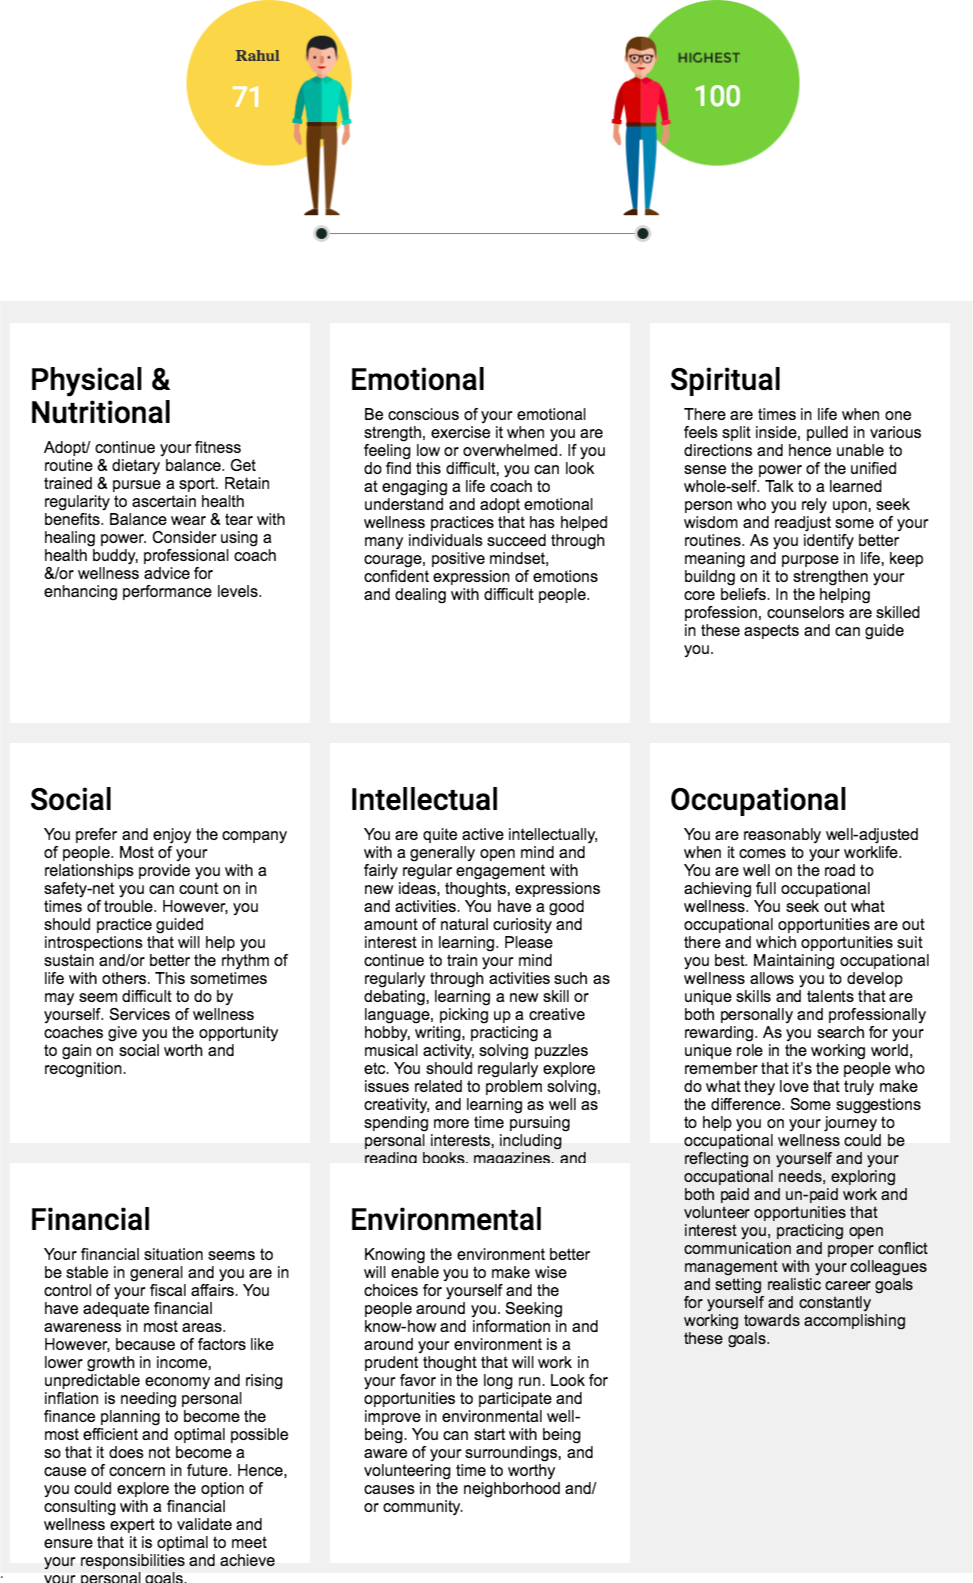 Rahul
71
HIGHEST
100
Physical &
Nutritional
Adopt/ continue your fitness
routine & dietary balance. Get
trained & pursue a sport. Retain
regularity to ascertain health
benefits. Balance wear & tear with
healing power. Consider using a
health buddy, professional coach
&/or wellness advice for
enhancing performance levels.
Emotional
Be conscious of your emotional
strength, exercise it when you are
feeling low or overwhelmed. If you
do find this difficult, you can look
at engaging a life coach to
understand and adopt emotional
wellness practices that has helped
many individuals succeed through
courage, positive mindset,
confident expression of emotions
and dealing with difficult people.
Spiritual
There are times in life when one
feels split inside, pulled in various
directions and hence unable to
sense the power of the unified
whole-self. Talk to a learned
person who you rely upon, seek
wisdom and readjust some of your
routines. As you identify better
meaning and purpose in life, keep
buildng on it to strengthen your
core beliefs. In the helping
profession, counselors are skilled
in these aspects and can guide
you.
Social
You prefer and enjoy the company
of people. Most of your
relationships provide you with a
safety-net you can count on in
times of trouble. However, you
should practice guided
introspections that will help you
sustain and/or better the rhythm of
life with others. This sometimes
may seem difficult to do by
yourself. Services of wellness
coaches give you the opportunity
to gain on social worth and
recognition.
Intellectual
You are quite active intellectually,
with a generally open mind and
fairly regular engagement with
new ideas, thoughts, expressions
and activities. You have a good
amount of natural curiosity and
interest in learning. Please
continue to train your mind
regularly through activities such as
debating, learning a new skill or
language, picking up a creative
hobby, writing, practicing a
musical activity, solving puzzles
etc. You should regularly explore
issues related to problem solving,
creativity, and learning as well as
spending more time pursuing
personal interests, including
reading books, magazines, and
Occupational
You are reasonably well-adjusted
when it comes to your worklife.
You are well on the road to
achieving full occupational
wellness. You seek out what
occupational opportunities are out
there and which opportunities suit
you best. Maintaining occupational
wellness allows you to develop
unique skills and talents that are
both personally and professionally
rewarding. As you search for your
unique role in the working world,
remember that it's the people who
do what they love that truly make
the difference. Some suggestions
to help you on your journey to
occupational wellness could be
reflecting on yourself and your
occupational needs, exploring
both paid and un-paid work and
volunteer opportunities that
interest you, practicing open
communication and proper conflict
management with your colleagues
and setting realistic career goals
for yourself and constantly
working towards accomplishing
these goals.
Financial
Your financial situation seems to
be stable in general and you are in
control of your fiscal affairs. You
have adequate financial
awareness in most areas.
However, because of factors like
lower growth in income,
unpredictable economy and rising
inflation is needing personal
finance planning to become the
most efficient and optimal possible
so that it does not become a
cause of concern in future. Hence,
you could explore the option of
consulting with a financial
wellness expert to validate and
ensure that it is optimal to meet
your responsibilities and achieve
your personal goals.
Environmental
Knowing the environment better
will enable you to make wise
choices for yourself and the
people around you. Seeking
know-how and information in and
around your environment is a
prudent thought that will work in
your favor in the long run. Look for
opportunities to participate and
improve in environmental well-
being. You can start with being
aware of your surroundings, and
volunteering time to worthy
causes in the neighborhood and/
or community.